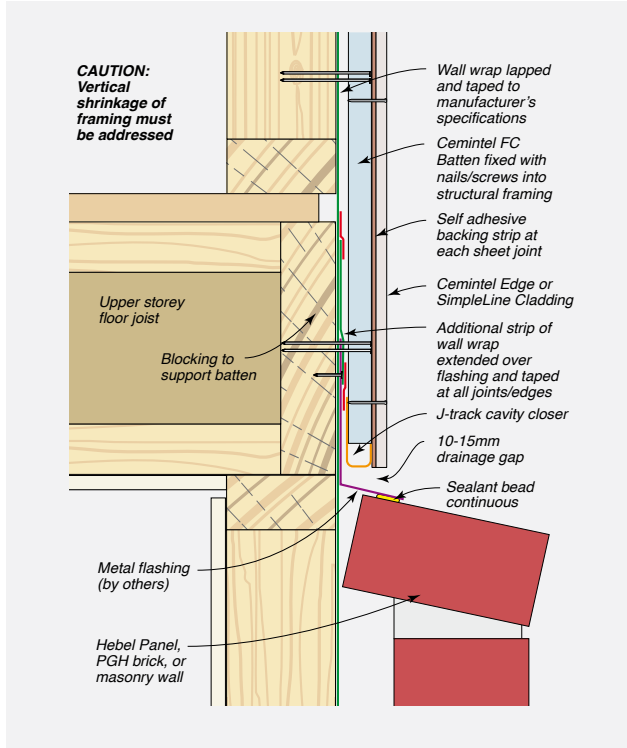 CAUTION:
Vertical
shrinkage of
framing must
be addressed
Wall wrap lapped
and taped to
manufacturer's
specifications
Cemintel FC
Batten fixed with
nails/screws into
structural framing
Self adhesive
backing strip at
each sheet joint
Cemintel Edge or
SimpleLine Cladding
Upper storey
floor joist
Additional strip of
wall wrap
extended over
flashing and taped
at all joints/edges
Blocking to
support batten
J-track cavity closer
10-15mm
drainage gap
Sealant bead
continuous
Metal flashing
(by others)
Hebel Panel,
PGH brick, or
masonry wall